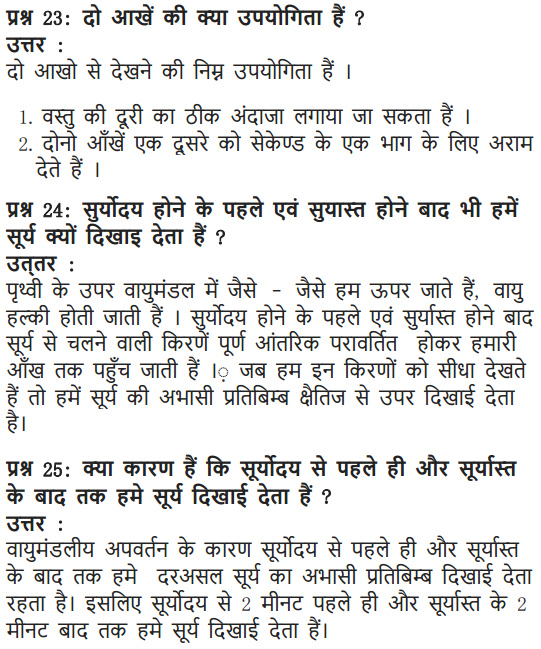 प्रश्न 23: दो आखें की क्या उपयोगिता हैं ?
उत्तर :
दो आखो से देखने की निम्न उपयोगिता हैं ।
1. वस्तु की दूरी का ठीक अंदाजा लगाया जा सकता हैं ।
2. दोनो आँखें एक दूसरे को सेकेण्ड के एक भाग के लिए अराम
देते हैं ।
प्रश्न 24: सुर्योदय होने के पहले एवं सुयास्त होने बाद भी हमें
सूर्य क्यों दिखाइ देता हैं ?
उत्‌तर :
पृथ्वी के उपर वायुमंडल में जैसे - जैसे हम ऊपर जाते हैं, वायु
हल्की होती जाती हैं । सुर्योदय होने के पहले एवं सुर्यास्त होने बाद
सूर्य से चलने वाली किरणें पूर्ण आंतरिक परावर्तित होकर हमारी
आँख तक पहुँच जाती हैं ।़ जब हम इन किरणों को सीधा देखते
हैं तो हमें सूर्य की अभासी प्रतिबिम्ब क्षैतिज से उपर दिखाई देता
है।
प्रश्न 25: क्या कारण हैं कि सूर्योदय से पहले ही और सूर्यास्त
के बाद तक हमे सूर्य दिखाई देता हैं ?
उत्तर :
वायुमंडलीय अपवर्तन के कारण सूर्योदय से पहले ही और सूर्यास्त
के बाद तक हमे दरअसल सूर्य का अभासी प्रतिबिम्ब दिखाई देता
रहता है। इसलिए सूर्योदय से 2 मीनट पहले ही और सूर्यास्त के 2
मीनट बाद तक हमे सूर्य दिखाई देता हैं।